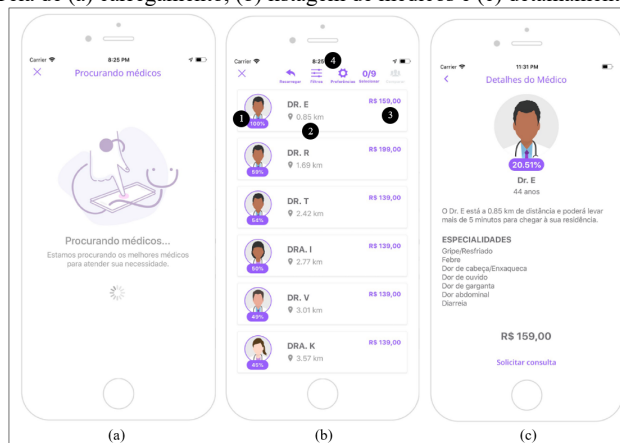 Carrier 8:25 PM
Procurando médicos
Procurando médicos...
Estamos procurando os melhores médicos
para atender sua necessidade.
(a)
Carrier 8:25
4
Recarregar Filtros Preferências 0/9 Selecionar
DR. E R$ 159,00
1 100% 0.85 km 3
2
DR. R R$ 199,00
1.69 km
DR. T R$ 139,00
2.42 km
DRA. I R$ 139,00
50% 2.77 km
DR. V R$ 139,00
3.01 km
DRA. K R$ 139,00
3.57 km
(b)
Carrier 11:31 PM
Detalhes do Médico
20.51%
Dr. E
44 anos
O Dr. E está a 0.85 km de distância e poderá levar
mais de 5 minutos para chegar à sua residência.
ESPECIALIDADES
Gripe/Resfriado
Febre
Dor de cabeça/Enxaqueca
Dor de ouvido
Dor de garganta
Dor abdominal
Diarreia
R$ 159,00
Solicitar consulta
(c)